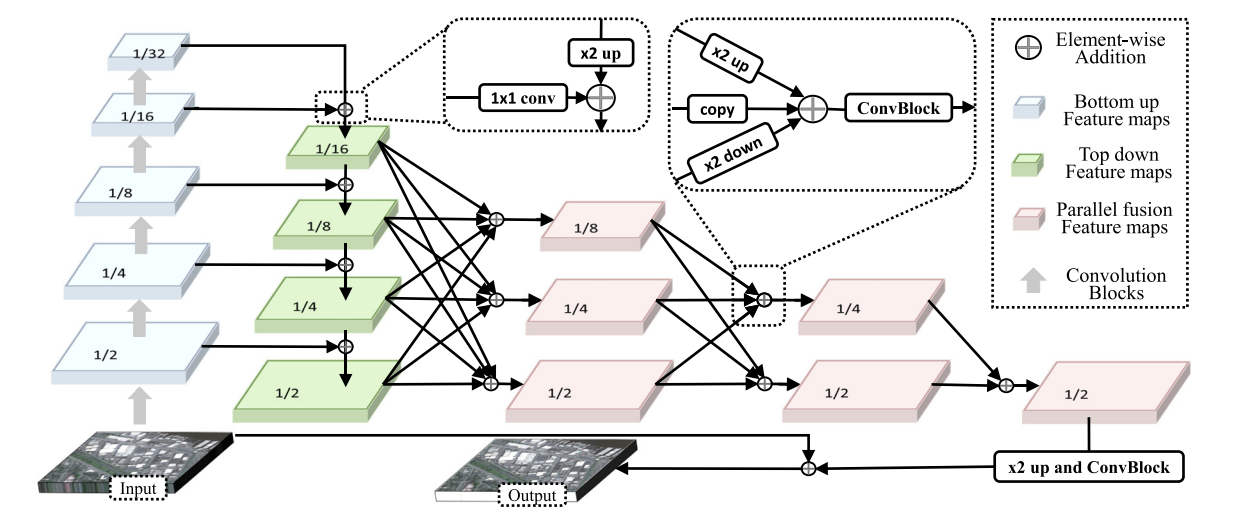 1/32
1/16
1/8
1/4
1/2
Input
1/16
1/8
1/4
1/2
x2 up
1x1 conv
x2 up
copy
x2 down
ConvBlock
1/8
1/4
1/2
1/4
1/2
1/2
x2 up and ConvBlock
Output
Element-wise
Addition
Bottom up
Feature maps
Top down
Feature maps
Parallel fusion
Feature maps
Convolution
Blocks